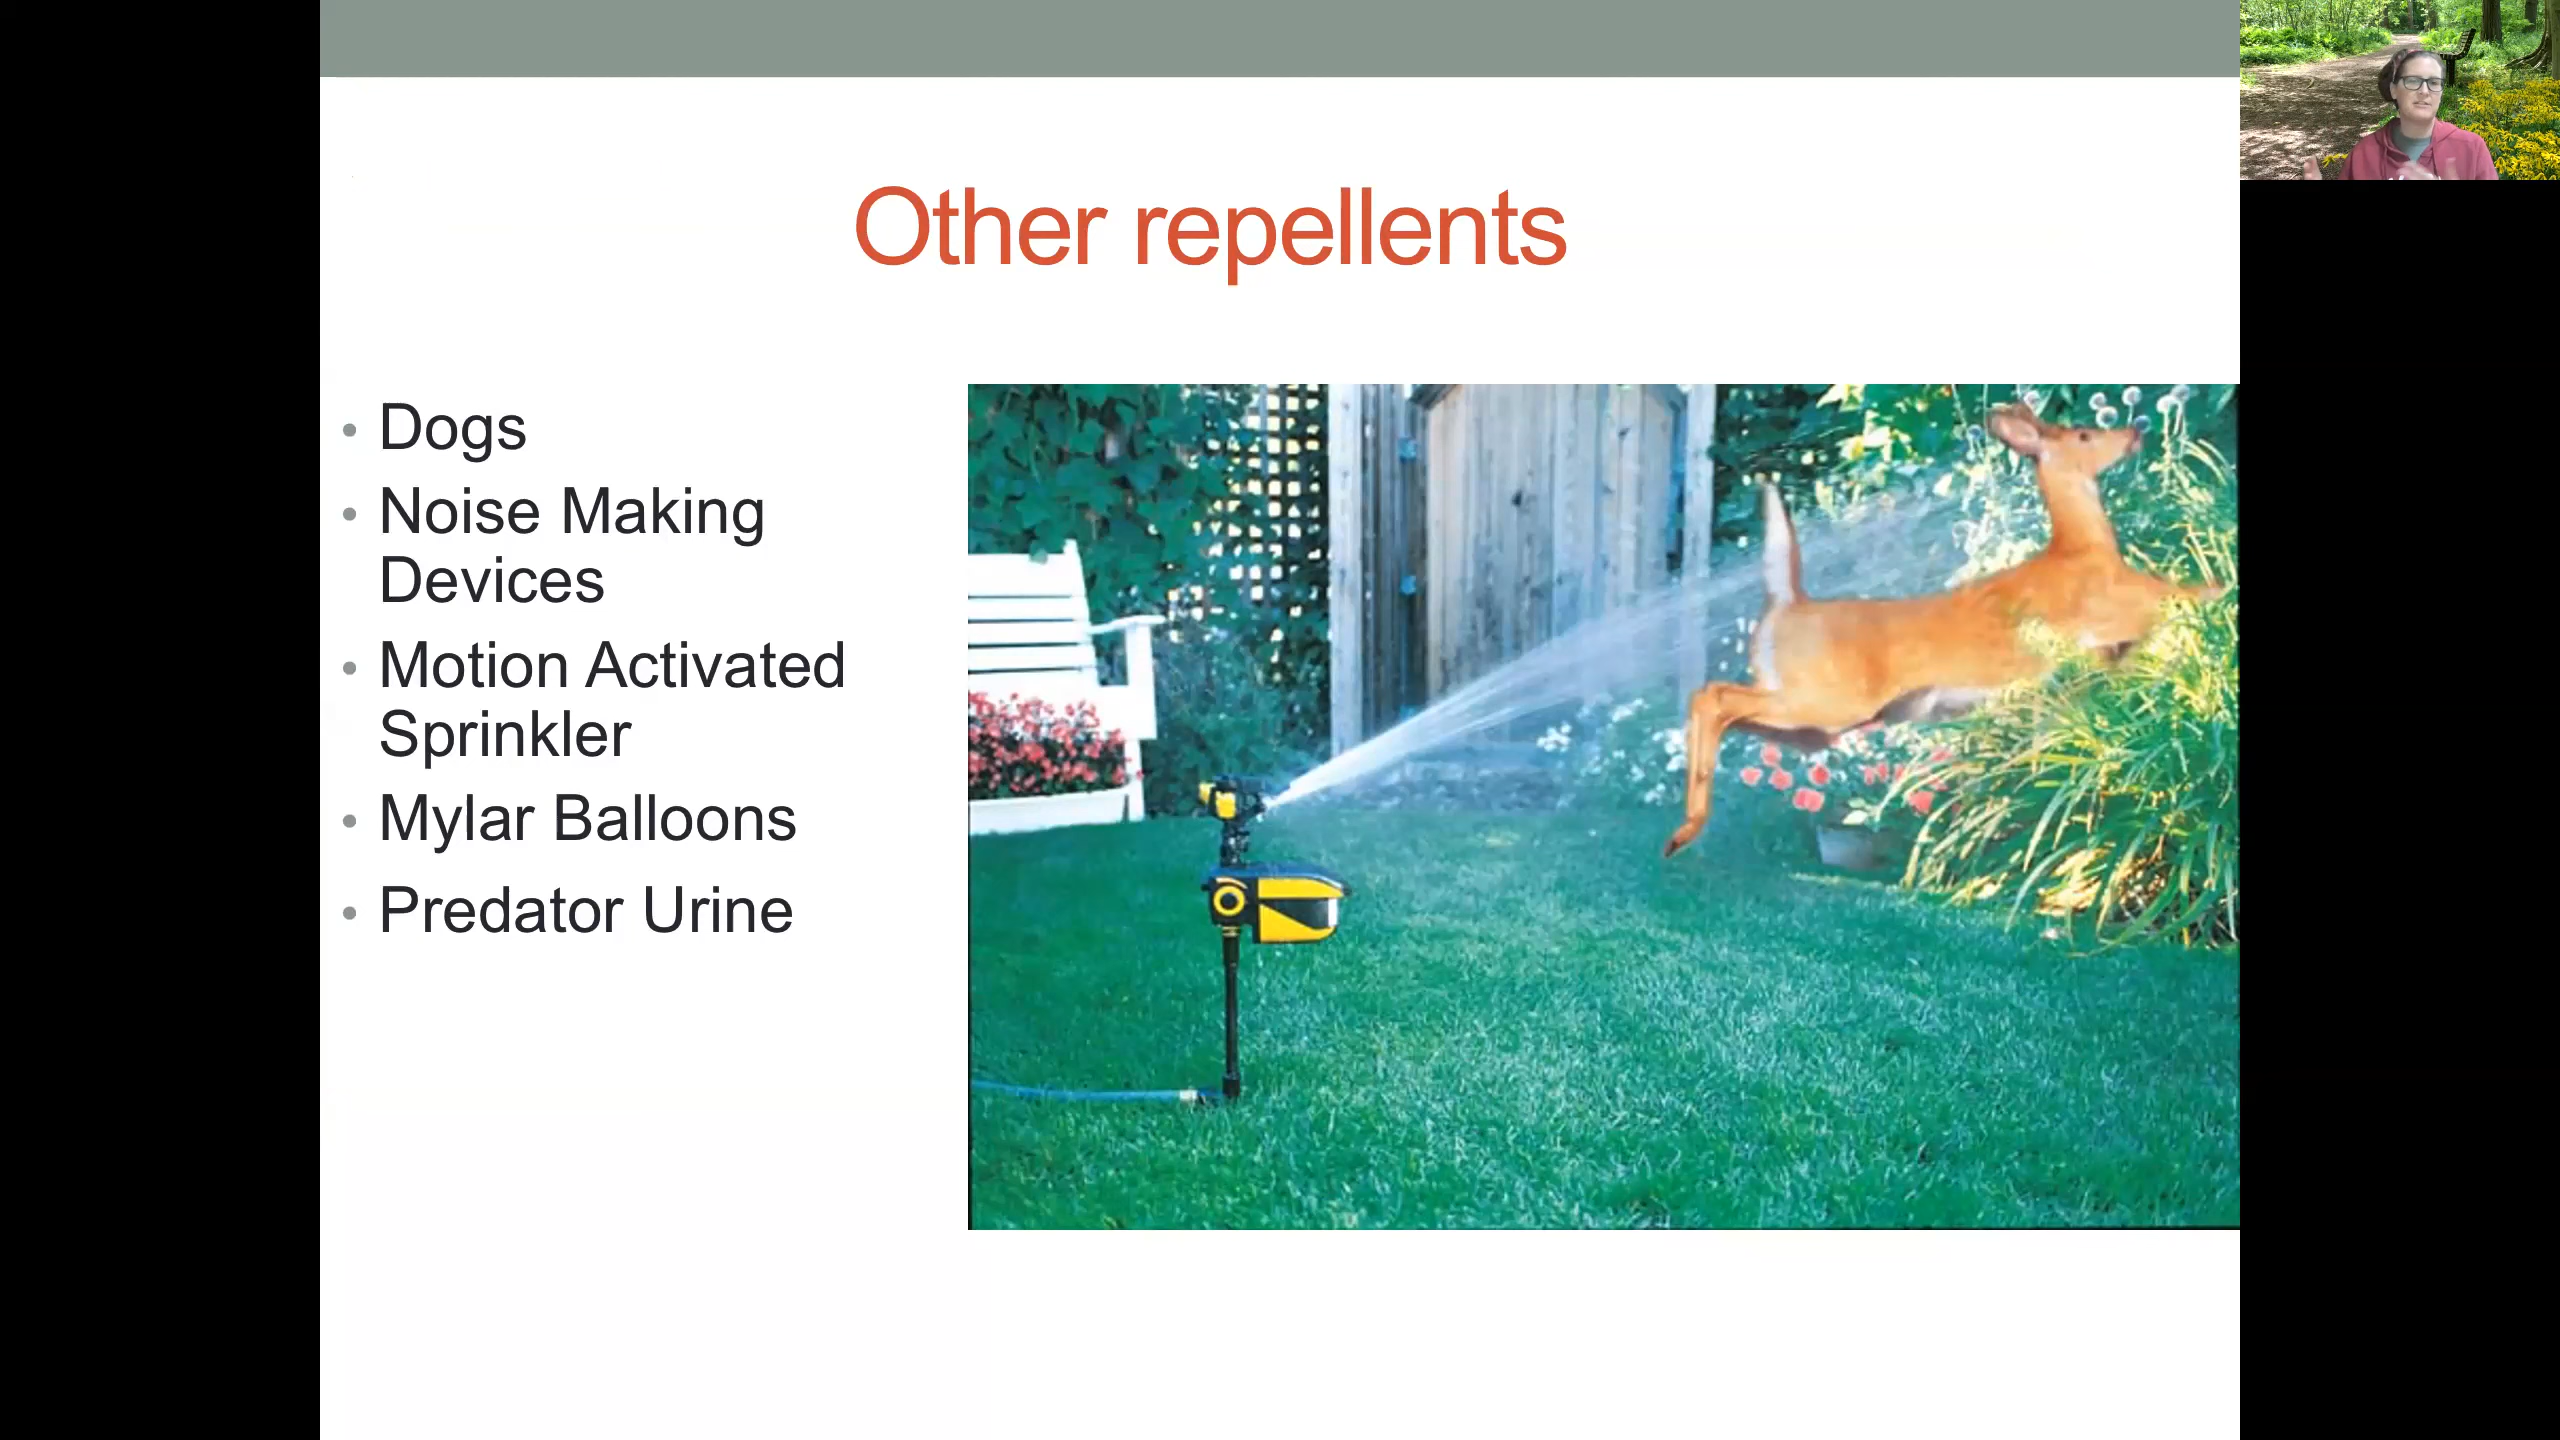 Other repellents
• Dogs
• Noise Making
Devices
• Motion Activated
Sprinkler
• Mylar Balloons
• Predator Urine